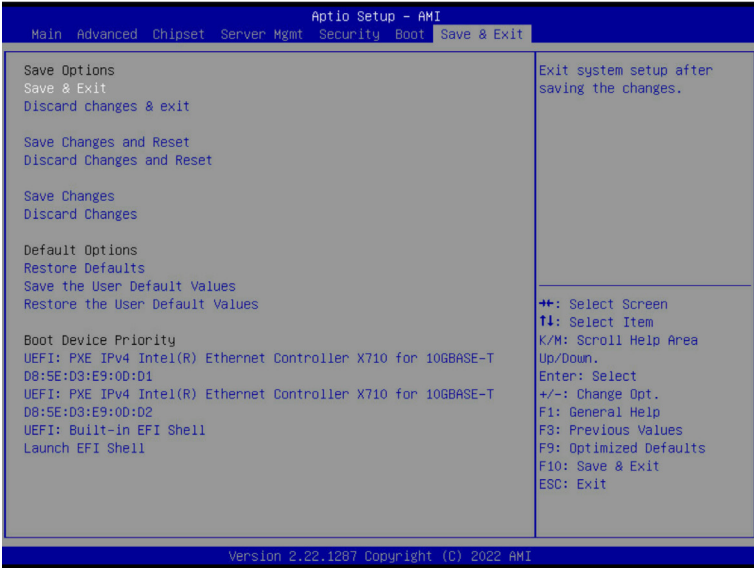 Aptio Setup – AMI
Main Advanced Chipset Server Mgmt Security Boot Save & Exit
Save Options
Save & Exit
Discard changes & exit
Save Changes and Reset
Discard Changes and Reset
Save Changes
Discard Changes
Default Options
Restore Defaults
Save the User Default Values
Restore the User Default Values
Boot Device Priority
UEFI: PXE IPv4 Intel(R) Ethernet Controller X710 for 10GBASE-T
D8:5E:D3:E9:0D:D1
UEFI: PXE IPv4 Intel(R) Ethernet Controller X710 for 10GBASE-T
D8:5E:D3:E9:0D:D2
UEFI: Built-in EFI Shell
Launch EFI Shell
Exit system setup after
saving the changes.
→←: Select Screen
↑↓: Select Item
K/M: Scroll Help Area
Up/Down.
Enter: Select
+/-: Change Opt.
F1: General Help
F3: Previous Values
F9: Optimized Defaults
F10: Save & Exit
ESC: Exit
Version 2.22.1287 Copyright (C) 2022 AMI